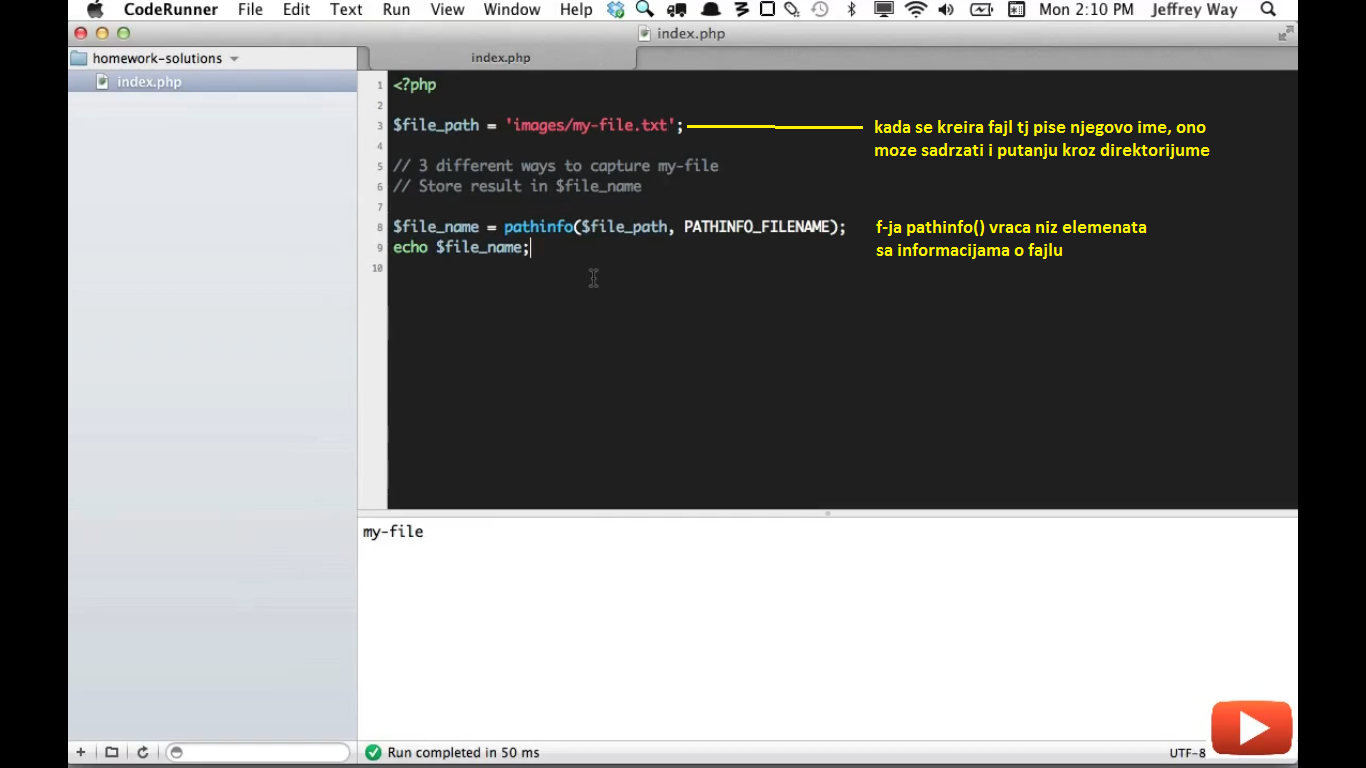 CodeRunner File Edit Text Run View Window Help Mon 2:10 PM Jeffrey Way
index.php
homework-solutions
index.php
index.php
1 <?php
2
3 $file_path = 'images/my-file.txt';
kada se kreira fajl tj pise njegovo ime, ono
moze sadrzati i putanju kroz direktorijume
4
5 // 3 different ways to capture my-file
6 // Store result in $file_name
7
8 $file_name = pathinfo($file_path, PATHINFO_FILENAME);
f-ja pathinfo() vraca niz elemenata
sa informacijama o fajlu
9 echo $file_name;
10
my-file
Run completed in 50 ms
UTF-8